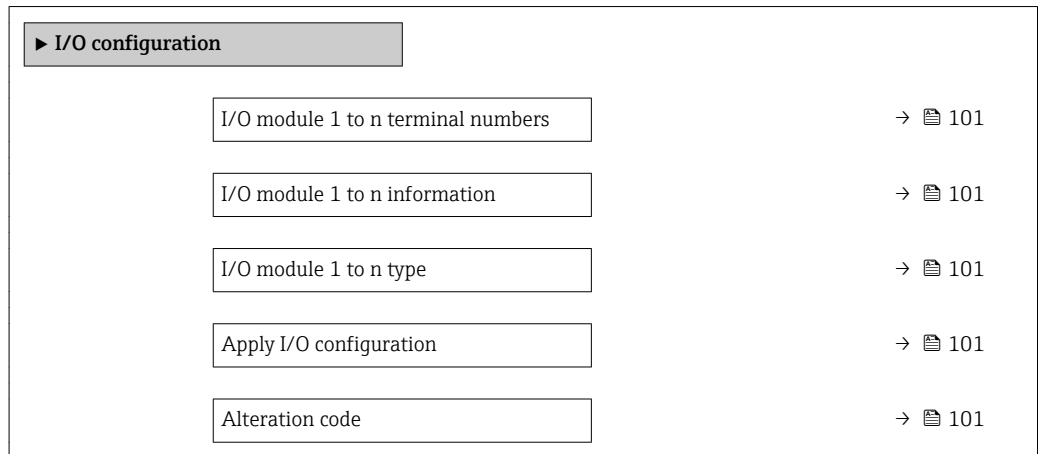 ► I/O configuration
I/O module 1 to n terminal numbers → 101
I/O module 1 to n information → 101
I/O module 1 to n type → 101
Apply I/O configuration → 101
Alteration code → 101